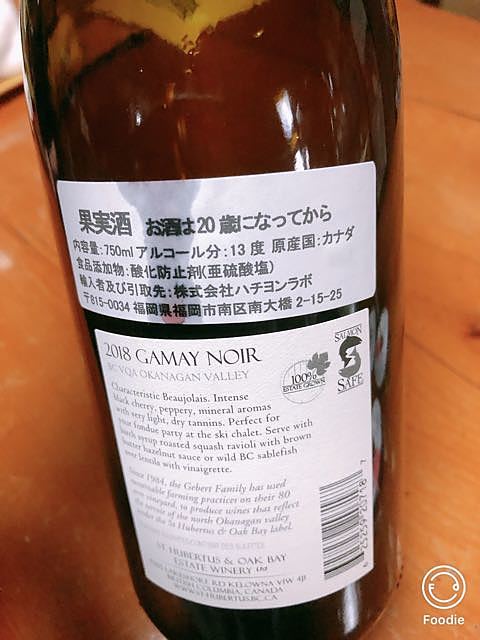 果実酒 お酒は20歳になってから
内容量:750ml アルコール分:13度 原産国:カナダ
食品添加物:酸化防止剤(亜硫酸塩)
輸入者及び引取先:株式会社ハチヨンラボ
〒815-0034 福岡県福岡市南区南大橋2-15-25
2018 GAMAY NOIR
BC VQA OKANAGAN VALLEY
SALMON
SAFE
100%
ESTATE GROWN
Characteristic Beaujolais. Intense
black cherry, peppery, mineral aromas
with very light, dry tannins. Perfect for
your fondue party at the ski chalet. Serve with
syrup roasted squash ravioli with brown
butter hazelnut sauce or wild BC sablefish
over lentils with vinaigrette.
Since 1984, the Gebert Family has used
sustainable farming practices on their 80
acre vineyard, to produce wines that reflect
the terroir of the north Okanagan valley
under the St Hubertus & Oak Bay label.
ST HUBERTUS & OAK BAY
ESTATE WINERY Ltd
LAKESHORE RD KELOWNA V1W 4J1
BRITISH COLUMBIA, CANADA
WWW.ST-HUBERTUS.BC.CA
Foodie